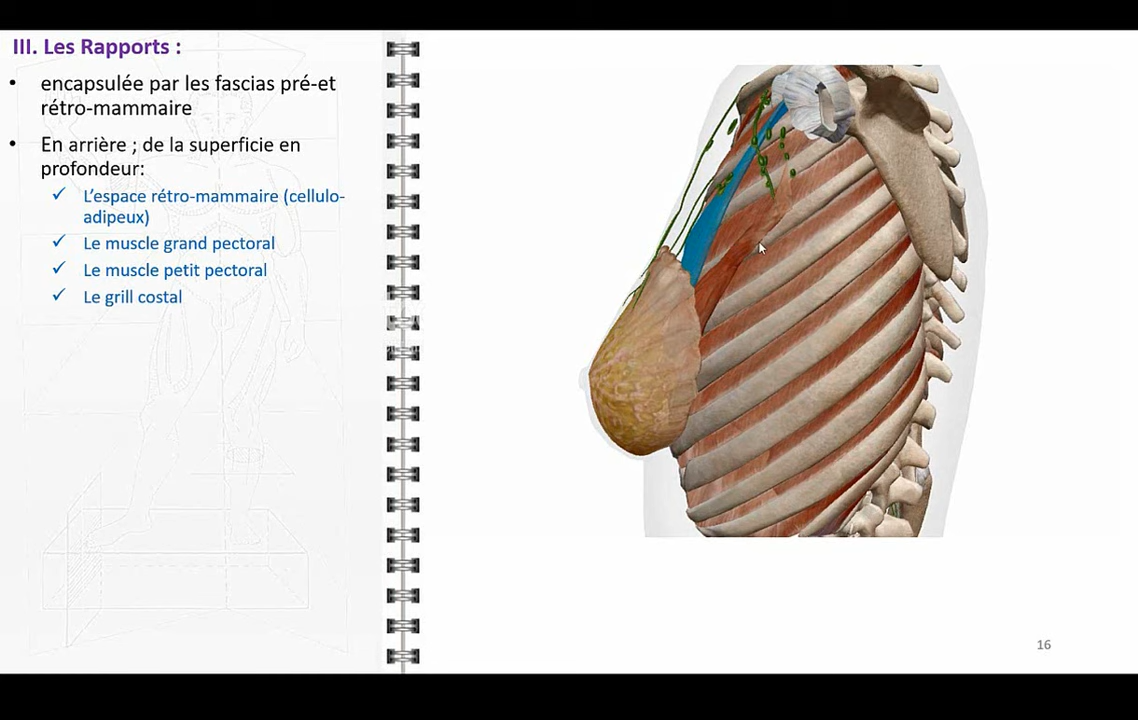 III. Les Rapports :
• encapsulée par les fascias pré-et
rétro-mammaire
• En arrière ; de la superficie en
profondeur:
✓ L'espace rétro-mammaire (cellulo-
adipeux)
✓ Le muscle grand pectoral
✓ Le muscle petit pectoral
✓ Le grill costal
16